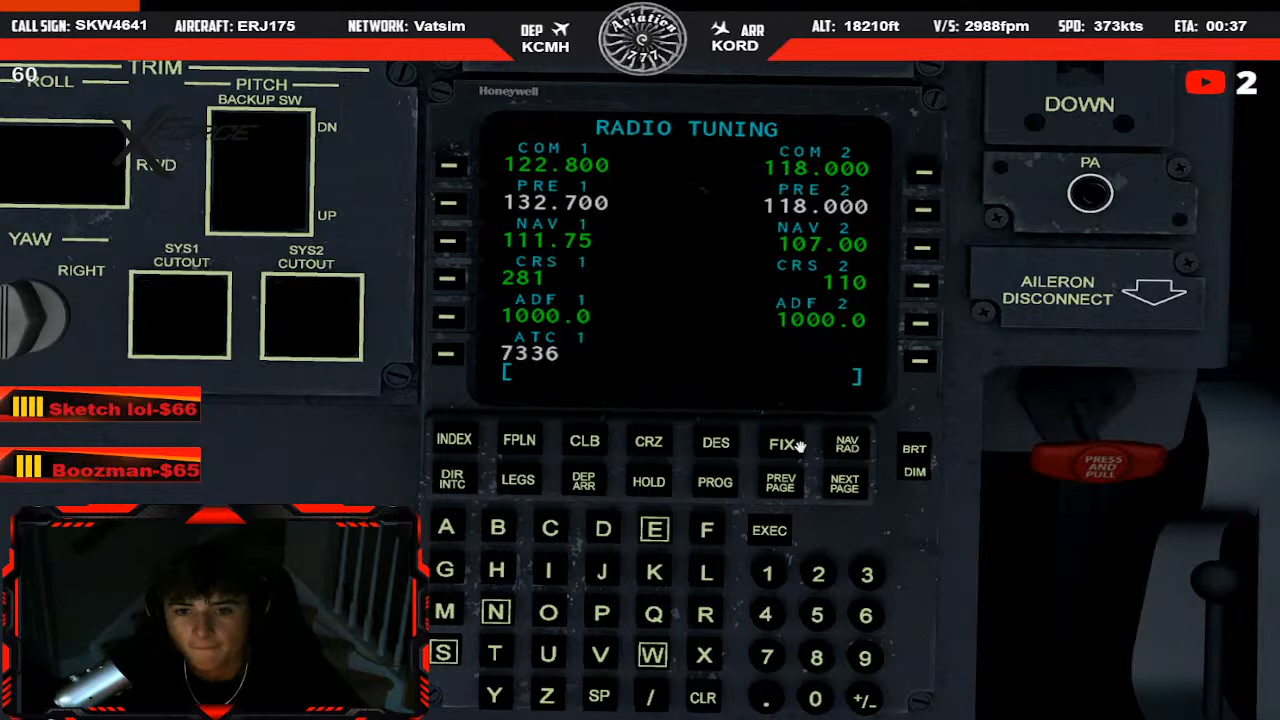 CALL SIGN: SKW4641 AIRCRAFT: ERJ175 NETWORK: Vatsim
DEP KCMH
Aviation 777
ARR KORD
ALT: 18210ft V/S: 2988fpm SPD: 373kts ETA: 00:37
60
2
ROLL
TRIM
PITCH
BACKUP SW
DN
UP
RWD
YAW
RIGHT
SYS1 CUTOUT
SYS2 CUTOUT
Honeywell
RADIO TUNING
COM 1 COM 2
122.800 118.000
PRE 1 PRE 2
132.700 118.000
NAV 1 NAV 2
111.75 107.00
CRS 1 CRS 2
281 110
ADF 1 ADF 2
1000.0 1000.0
ATC 1
7336
[ ]
DOWN
PA
AILERON
DISCONNECT
PRESS AND PULL
INDEX FPLN CLB CRZ DES FIX NAV RAD
BRT
DIM
DIR INTC LEGS DEP ARR HOLD PROG PREV PAGE NEXT PAGE
A B C D E F EXEC
G H I J K L 1 2 3
M N O P Q R 4 5 6
S T U V W X 7 8 9
Y Z SP / CLR . 0 +/-
Sketch lol-$66
Boozman-$65